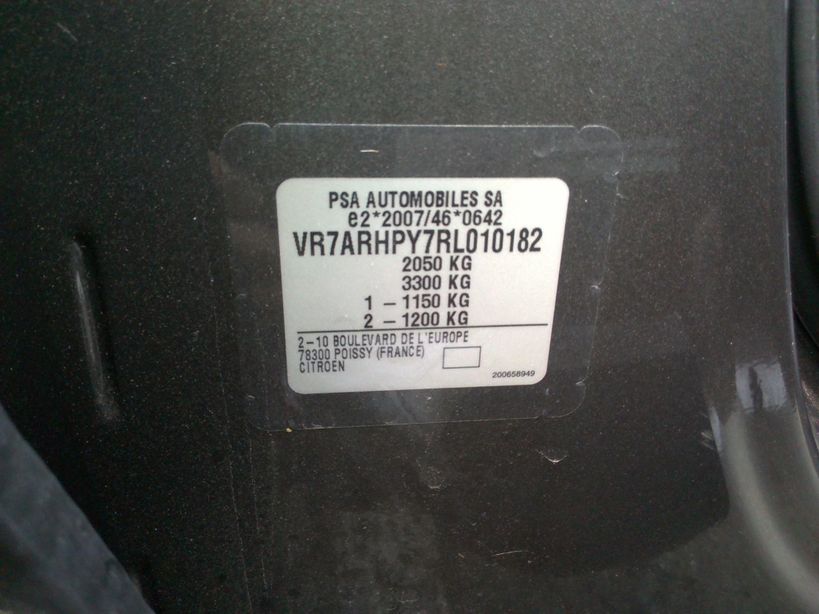 PSA AUTOMOBILES SA
e2*2007/46*0642
VR7ARHPY7RL010182
2050 KG
3300 KG
1 – 1150 KG
2 – 1200 KG
2–10 BOULEVARD DE L'EUROPE
78300 POISSY (FRANCE)
CITROËN
200658949